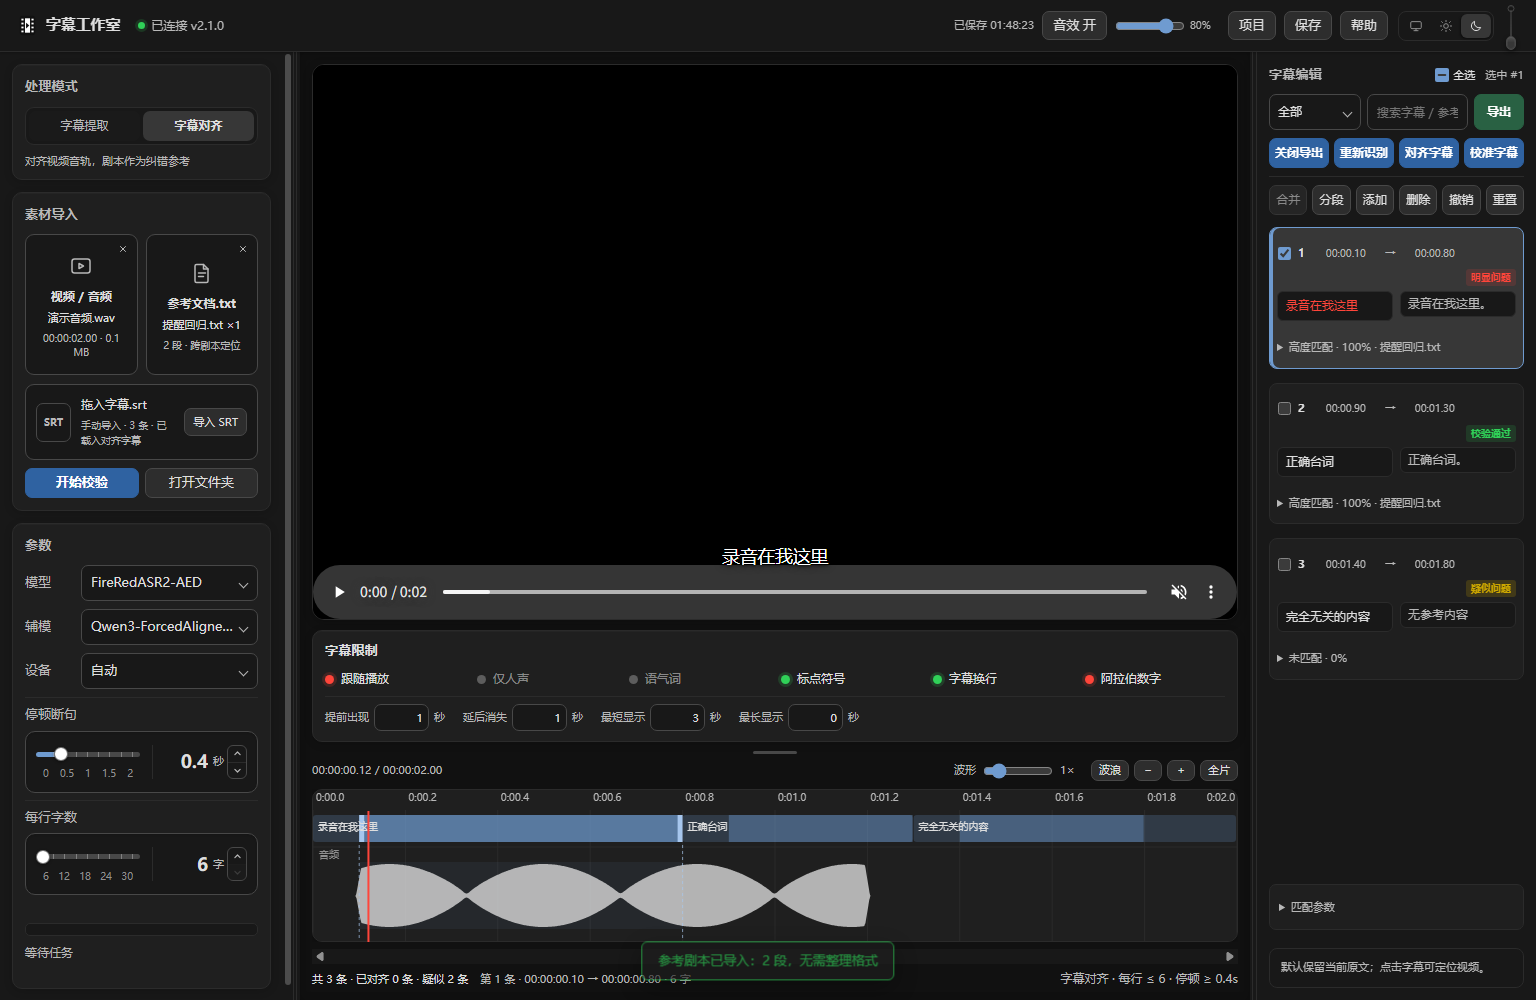 字幕工作室
已连接 v2.1.0
已保存 01:48:23
音效 开
80%
项目
保存
帮助
处理模式
字幕提取
字幕对齐
对齐视频音轨，剧本作为纠错参考
素材导入
×
视频 / 音频
演示音频.wav
00:00:02.00 · 0.1
MB
×
参考文档.txt
提醒回归.txt ×1
2 段 · 跨剧本定位
SRT
拖入字幕.srt
手动导入 · 3 条 · 已
载入对齐字幕
导入 SRT
开始校验
打开文件夹
参数
模型
FireRedASR2-AED
辅模
Qwen3-ForcedAligne...
设备
自动
停顿断句
0 0.5 1 1.5 2
0.4 秒
每行字数
6 12 18 24 30
6 字
等待任务
录音在我这里
0:00 / 0:02
字幕限制
跟随播放
仅人声
语气词
标点符号
字幕换行
阿拉伯数字
提前出现 1 秒
延后消失 1 秒
最短显示 3 秒
最长显示 0 秒
00:00:00.12 / 00:00:02.00
波形
1×
波浪
−
+
全片
00:00.0 00:00.2 00:00.4 00:00.6 00:00.8 00:01.0 00:01.2 00:01.4 00:01.6 00:01.8 00:02.0
录音在我这里
正确台词
完全无关的内容
音频
参考剧本已导入：2 段，无需整理格式
共 3 条 · 已对齐 0 条 · 疑似 2 条
第 1 条 · 00:00:00.10 → 00:00:00.80 · 6 字
字幕对齐 · 每行 ≤ 6 · 停顿 ≥ 0.4s
字幕编辑
全选
选中 #1
全部
搜索字幕 / 参考
导出
关闭导出
重新识别
对齐字幕
校准字幕
合并
分段
添加
删除
撤销
重置
1 00:00.10 → 00:00.80
明显问题
录音在我这里
录音在我这里。
高度匹配 · 100% · 提醒回归.txt
2 00:00.90 → 00:01.30
校验通过
正确台词
正确台词。
高度匹配 · 100% · 提醒回归.txt
3 00:01.40 → 00:01.80
疑似问题
完全无关的内容
无参考内容
未匹配 · 0%
匹配参数
默认保留当前原文；点击字幕可定位视频。